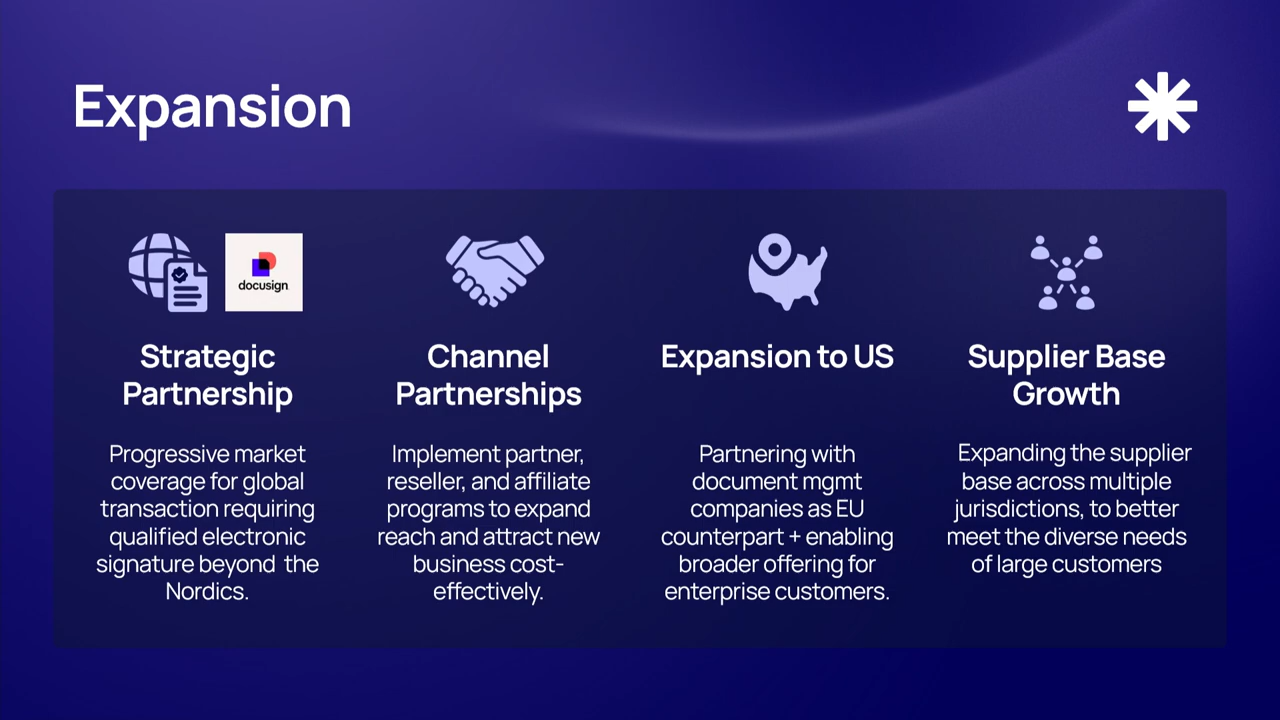 Expansion
docusign
Strategic
Partnership
Progressive market
coverage for global
transaction requiring
qualified electronic
signature beyond the
Nordics.
Channel
Partnerships
Implement partner,
reseller, and affiliate
programs to expand
reach and attract new
business cost-
effectively.
Expansion to US
Partnering with
document mgmt
companies as EU
counterpart + enabling
broader offering for
enterprise customers.
Supplier Base
Growth
Expanding the supplier
base across multiple
jurisdictions, to better
meet the diverse needs
of large customers